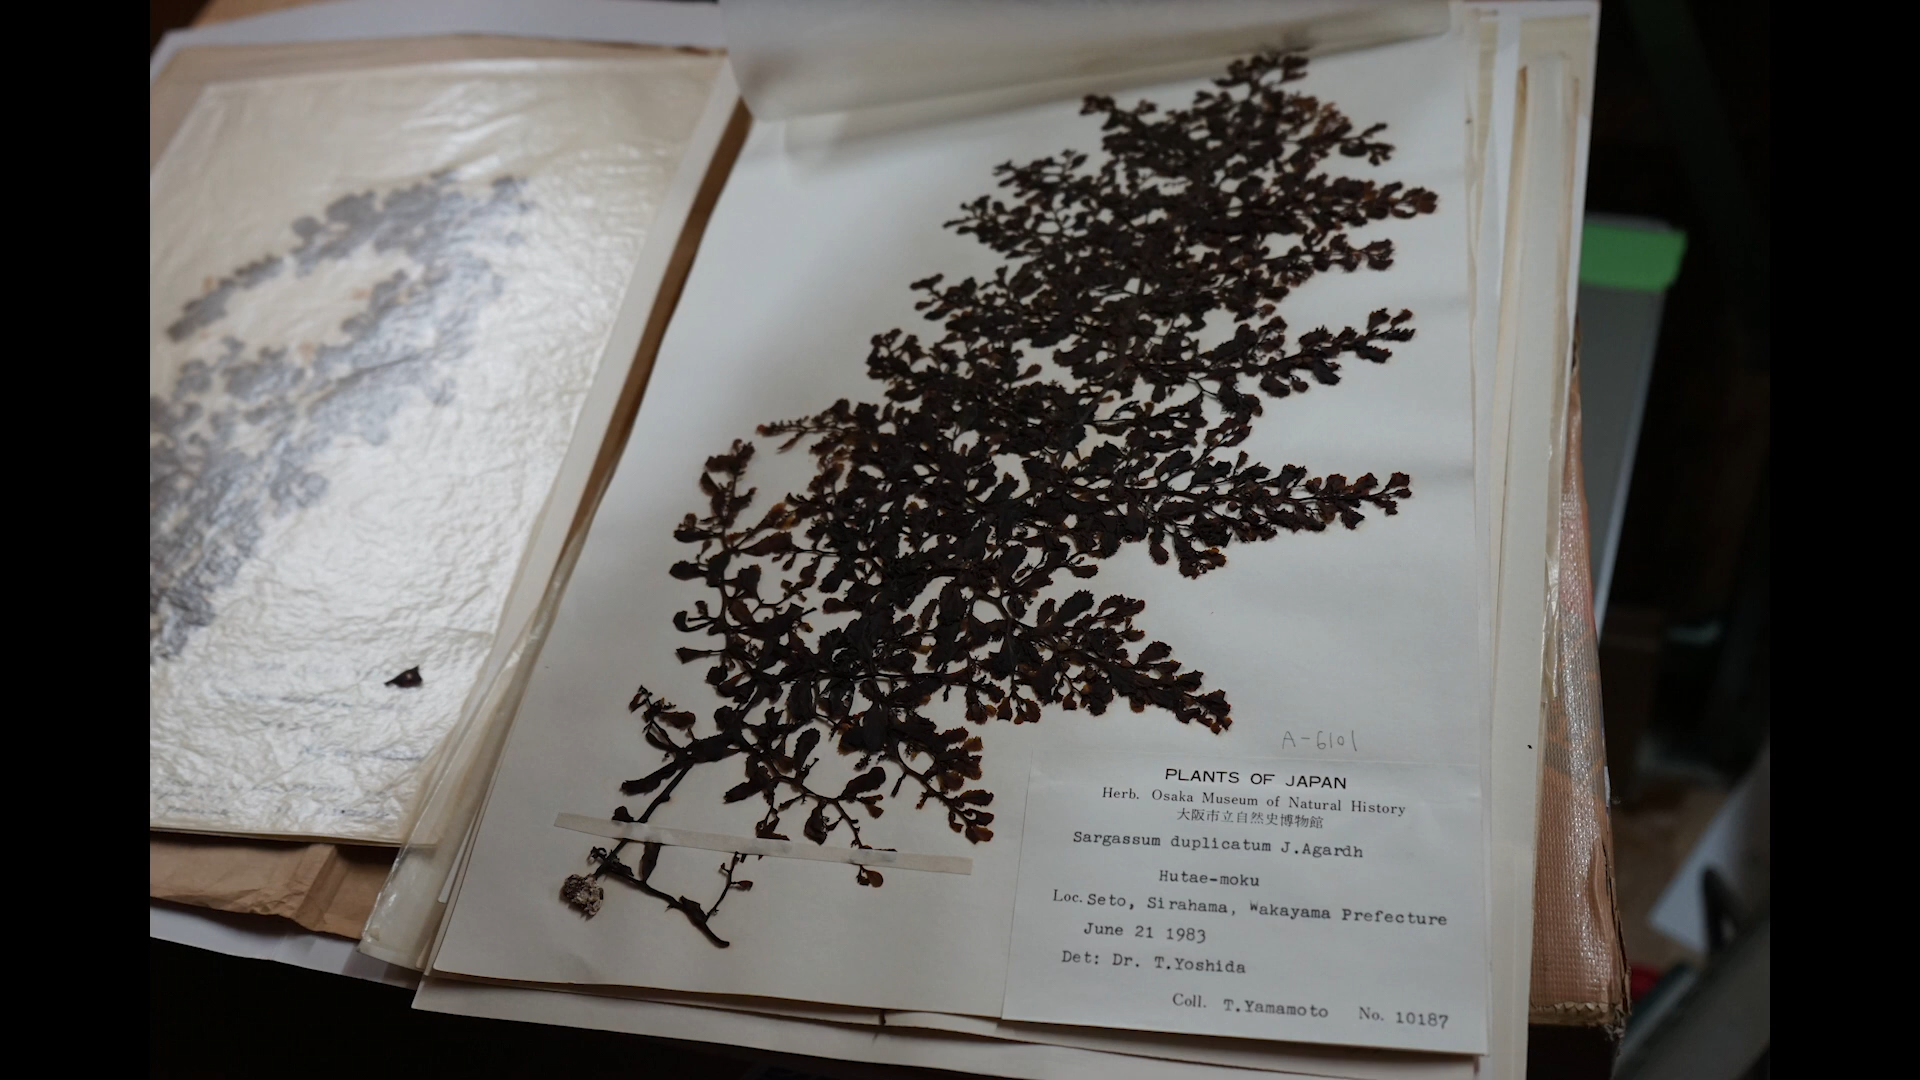 A-6101
PLANTS OF JAPAN
Herb. Osaka Museum of Natural History
大阪市立自然史博物館
Sargassum duplicatum J.Agardh
Hutae-moku
Loc. Seto, Sirahama, Wakayama Prefecture
June 21 1983
Det: Dr. T.Yoshida
Coll. T.Yamamoto No. 10187